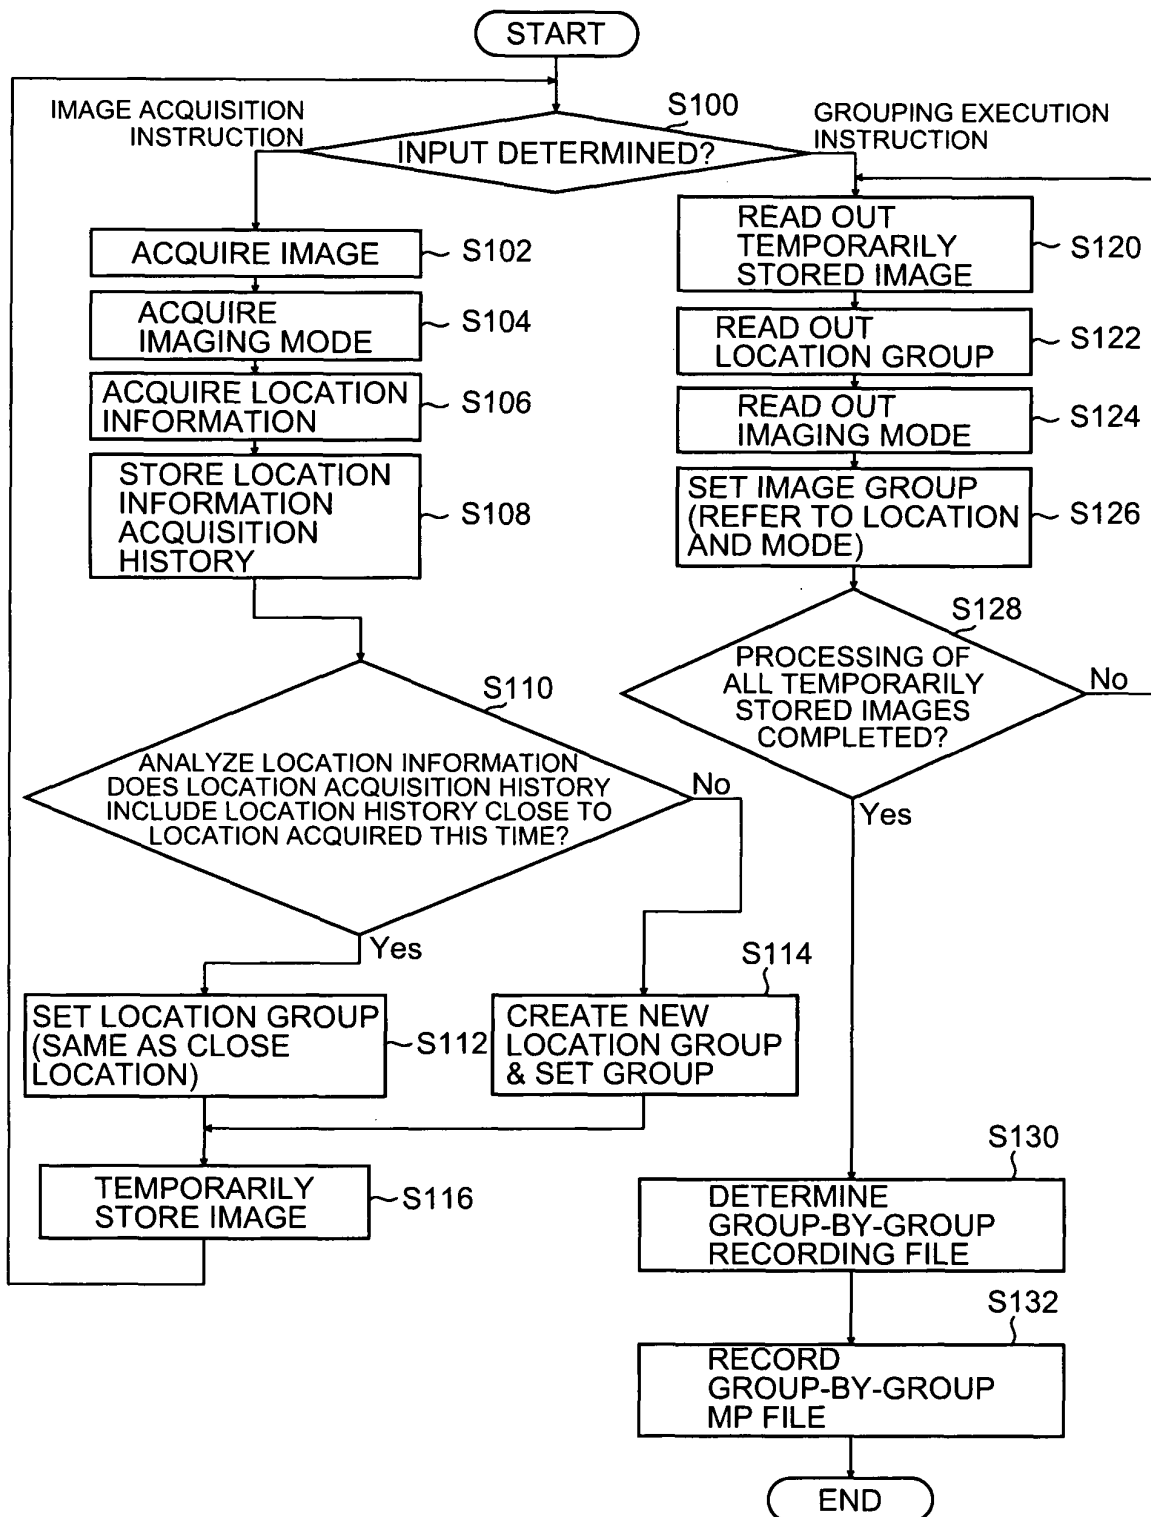 START
IMAGE ACQUISITION
INSTRUCTION
S100
GROUPING EXECUTION
INSTRUCTION
INPUT DETERMINED?
ACQUIRE IMAGE
S102
ACQUIRE
IMAGING MODE
S104
ACQUIRE LOCATION
INFORMATION
S106
STORE LOCATION
INFORMATION
ACQUISITION
HISTORY
S108
S110
ANALYZE LOCATION INFORMATION
DOES LOCATION ACQUISITION HISTORY
INCLUDE LOCATION HISTORY CLOSE TO
LOCATION ACQUIRED THIS TIME?
No
Yes
SET LOCATION GROUP
(SAME AS CLOSE
LOCATION)
S112
S114
CREATE NEW
LOCATION GROUP
& SET GROUP
TEMPORARILY
STORE IMAGE
S116
READ OUT
TEMPORARILY
STORED IMAGE
S120
READ OUT
LOCATION GROUP
S122
READ OUT
IMAGING MODE
S124
SET IMAGE GROUP
(REFER TO LOCATION
AND MODE)
S126
S128
PROCESSING OF
ALL TEMPORARILY
STORED IMAGES
COMPLETED?
No
Yes
S130
DETERMINE
GROUP-BY-GROUP
RECORDING FILE
S132
RECORD
GROUP-BY-GROUP
MP FILE
END